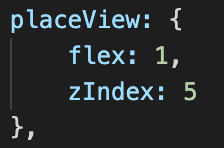 placeView: {
    flex: 1,
    zIndex: 5
},